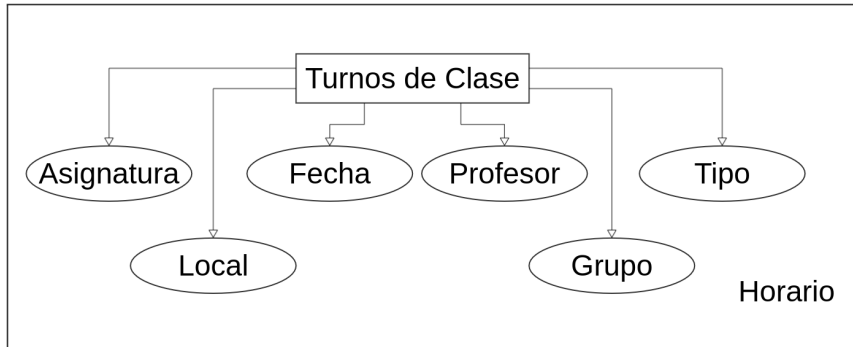 Turnos de Clase
Asignatura
Fecha
Profesor
Tipo
Local
Grupo
Horario